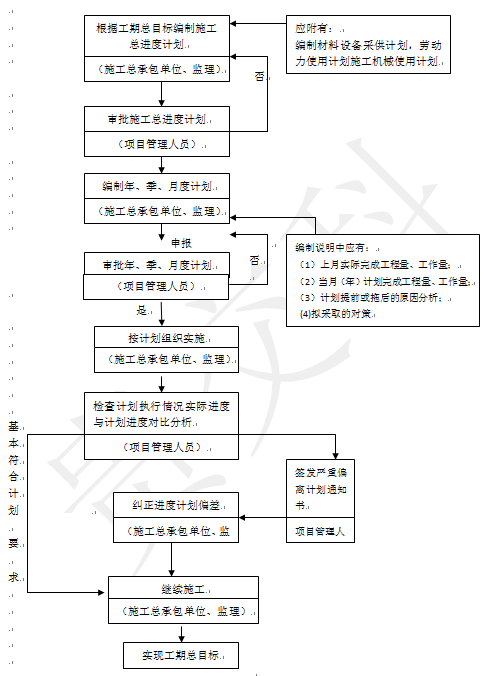 根据工期总目标编制施工
总进度计划
(施工总承包单位、监理)
应附有：
编制材料设备采供计划，劳动
力使用计划施工机械使用计划
否
审批施工总进度计划
（项目管理人员）
编制年、季、月度计划
(施工总承包单位、监理)
申报
否
审批年、季、月度计划
（项目管理人员）
编制说明中应有：
（1）上月实际完成工程量、工作量；
（2）当月（年）计划完成工程量、工作量；
（3）计划提前或拖后的原因分析；
(4)拟采取的对策
是
按计划组织实施
（施工总承包单位、监理）
检查计划执行情况实际进度
与计划进度对比分析
（项目管理人员）
基本符合计划要求
签发严重偏
离计划通知
书
项目管理人
纠正进度计划偏差
（施工总承包单位、监
继续施工
（施工总承包单位、监理）
实现工期总目标